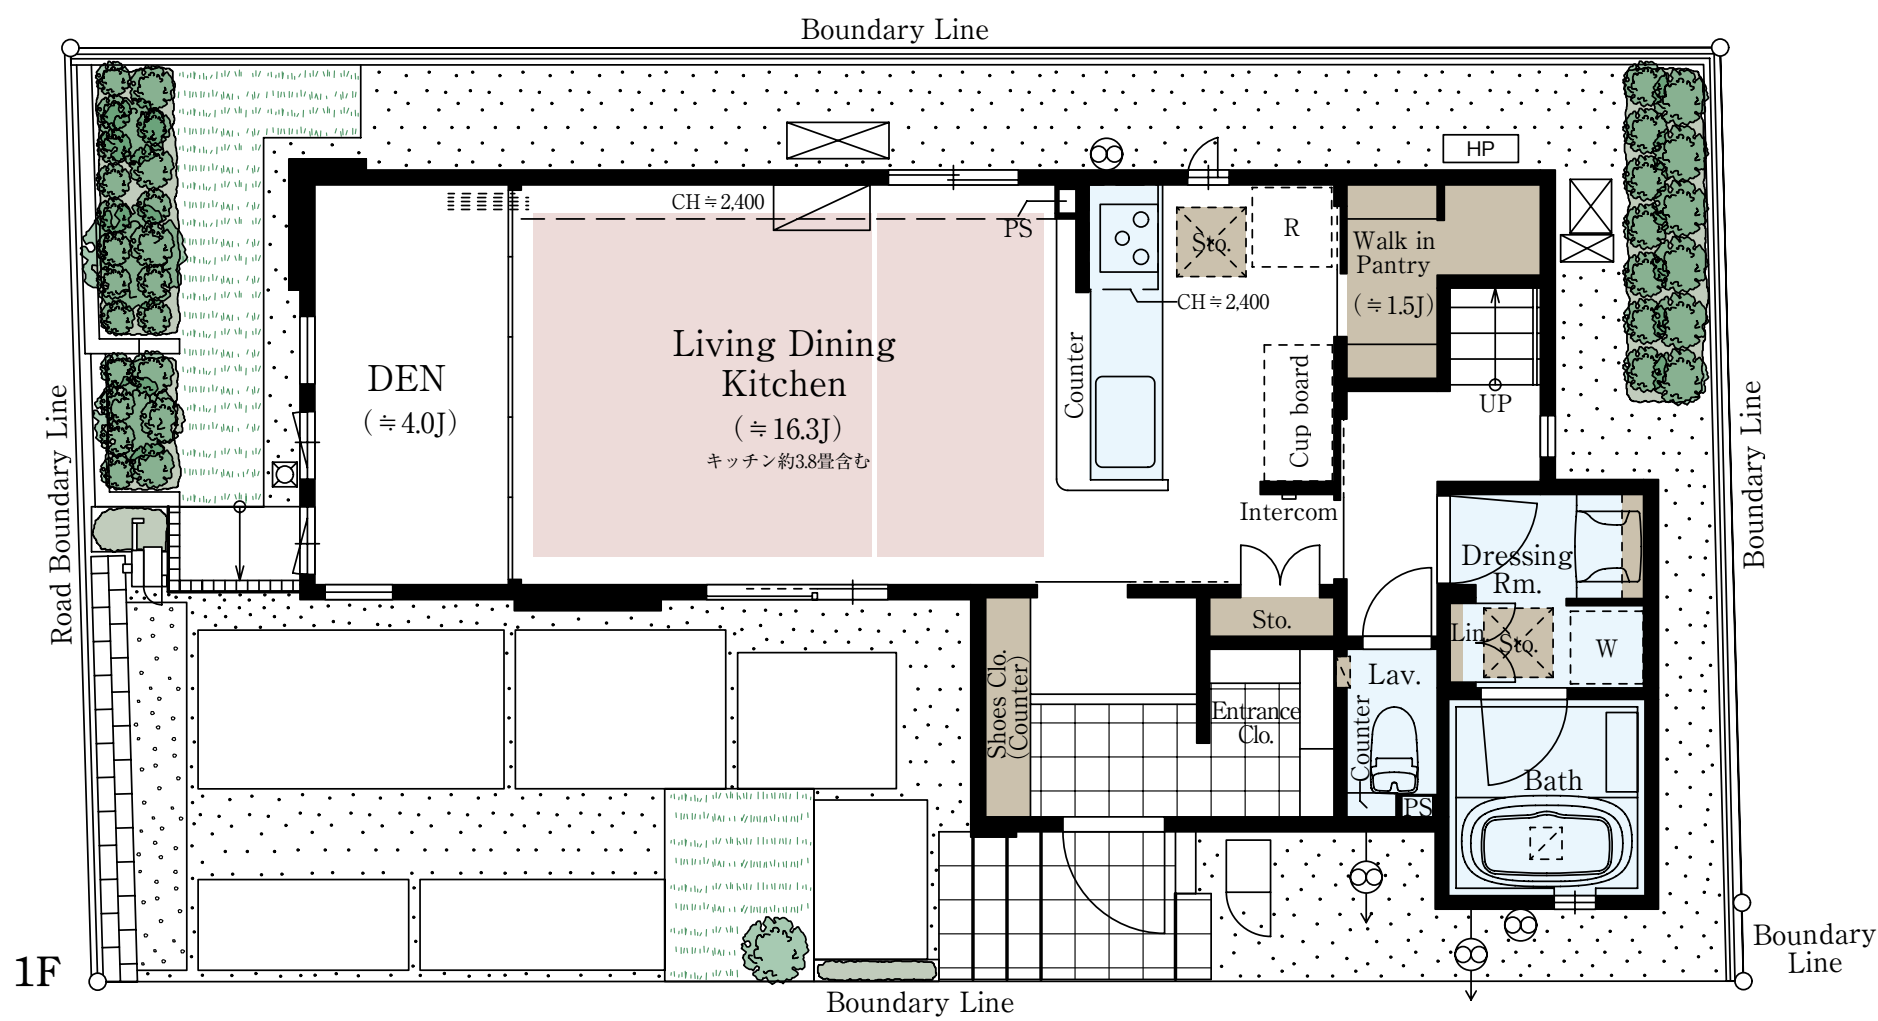 Boundary Line
HP
CH≒2,400
PS
Sto.
R
Walk in
Pantry
(≒1.5J)
CH≒2,400
Living Dining
Kitchen
(≒16.3J)
キッチン約3.8畳含む
DEN
(≒4.0J)
Counter
Cup board
UP
Road Boundary Line
Boundary Line
Intercom
Dressing
Rm.
Sto.
Lin.
Sto.
W
Shoes Clo.
(Counter)
Entrance
Clo.
Lav.
Counter
PS
Bath
1F
Boundary Line
Boundary
Line